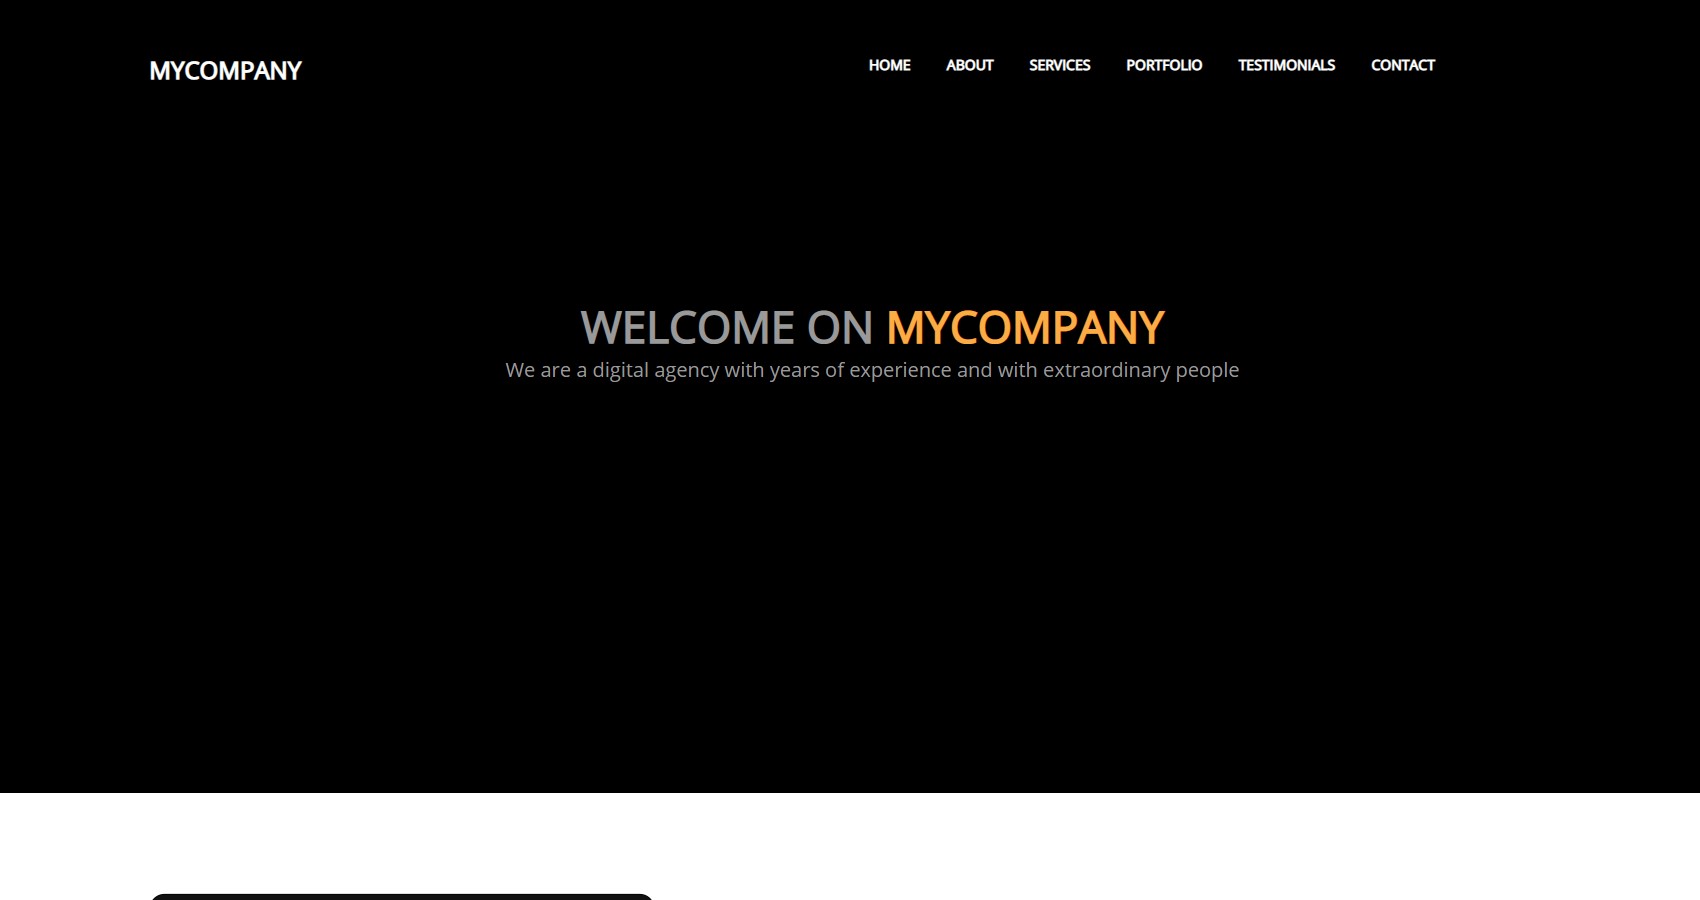 MYCOMPANY
HOME ABOUT SERVICES PORTFOLIO TESTIMONIALS CONTACT
WELCOME ON MYCOMPANY
We are a digital agency with years of experience and with extraordinary people